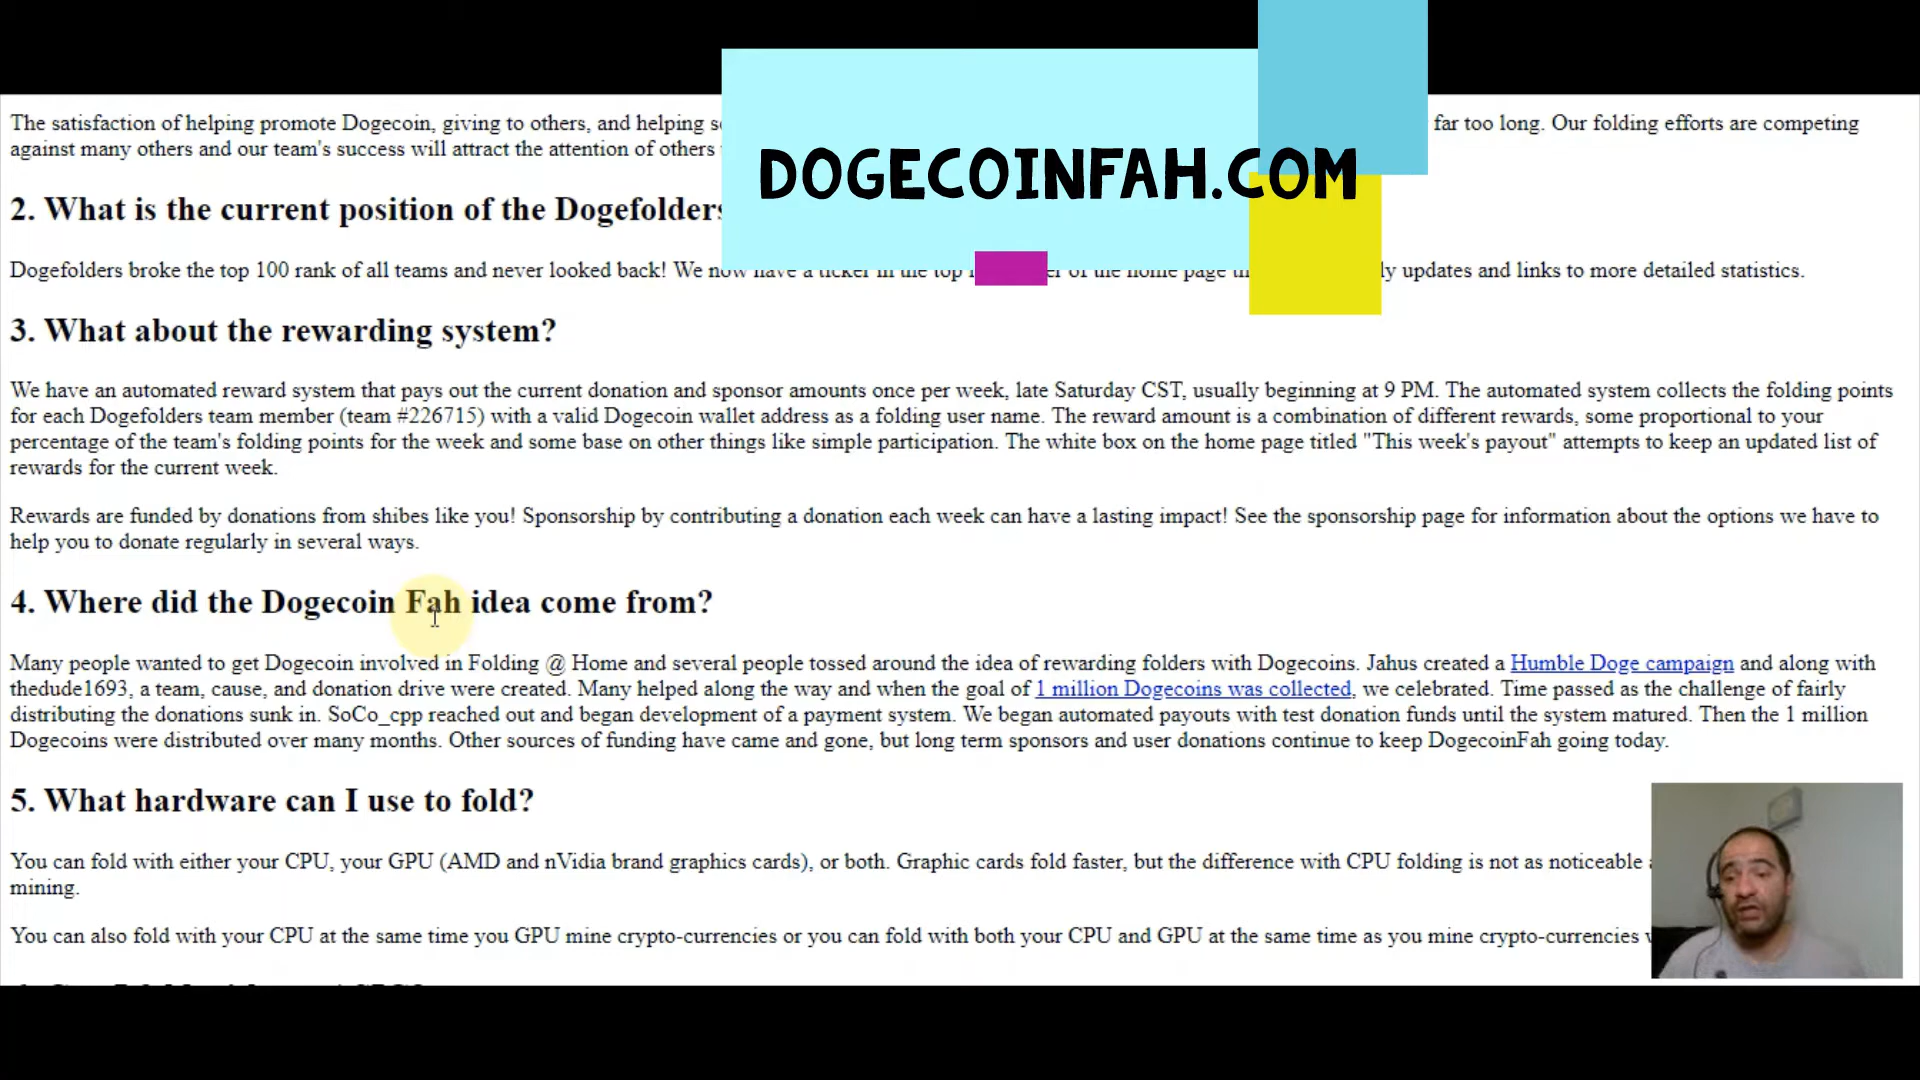 DOGECOINFAH.COM
The satisfaction of helping promote Dogecoin, giving to others, and helping far too long. Our folding efforts are competing
against many others and our team's success will attract the attention of others
2. What is the current position of the Dogefolders
Dogefolders broke the top 100 rank of all teams and never looked back! We now have a ticker in the top of the home page updates and links to more detailed statistics.
3. What about the rewarding system?
We have an automated reward system that pays out the current donation and sponsor amounts once per week, late Saturday CST, usually beginning at 9 PM. The automated system collects the folding points
for each Dogefolders team member (team #226715) with a valid Dogecoin wallet address as a folding user name. The reward amount is a combination of different rewards, some proportional to your
percentage of the team's folding points for the week and some base on other things like simple participation. The white box on the home page titled "This week's payout" attempts to keep an updated list of
rewards for the current week.
Rewards are funded by donations from shibes like you! Sponsorship by contributing a donation each week can have a lasting impact! See the sponsorship page for information about the options we have to
help you to donate regularly in several ways.
4. Where did the Dogecoin Fah idea come from?
Many people wanted to get Dogecoin involved in Folding @ Home and several people tossed around the idea of rewarding folders with Dogecoins. Jahus created a Humble Doge campaign and along with
thedude1693, a team, cause, and donation drive were created. Many helped along the way and when the goal of 1 million Dogecoins was collected, we celebrated. Time passed as the challenge of fairly
distributing the donations sunk in. SoCo_cpp reached out and began development of a payment system. We began automated payouts with test donation funds until the system matured. Then the 1 million
Dogecoins were distributed over many months. Other sources of funding have came and gone, but long term sponsors and user donations continue to keep DogecoinFah going today.
5. What hardware can I use to fold?
You can fold with either your CPU, your GPU (AMD and nVidia brand graphics cards), or both. Graphic cards fold faster, but the difference with CPU folding is not as noticeable
mining.
You can also fold with your CPU at the same time you GPU mine crypto-currencies or you can fold with both your CPU and GPU at the same time as you mine crypto-currencies